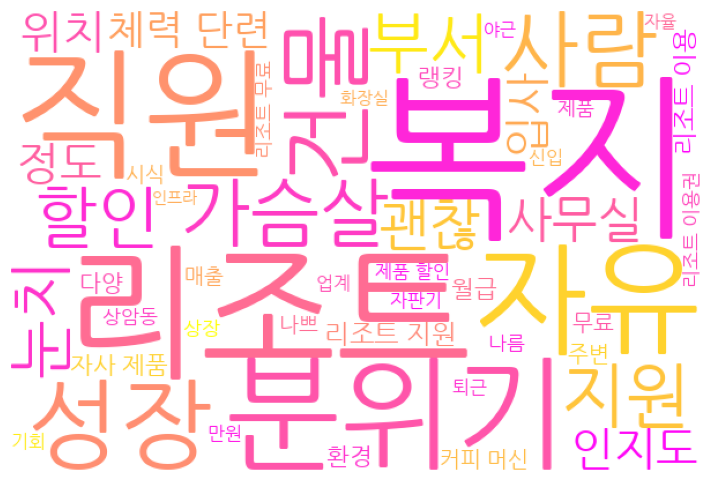 위치
체력 단련
부서
야근
사람
자율
직원
리조트 무료
건물
랭킹
입사
리조트 이용
화장실
제품
복지
정도
시식
신입
인프라
할인
가슴살
괜찮
사무실
리조트 이용권
눈치
다양
리조트
매출
업계
제품 할인
자판기
월급
자유
상암동
상장
나쁘
리조트 지원
나름
무료
주변
자사 제품
성장
분위기
퇴근
지원
기회
만원
환경
커피 머신
인지도